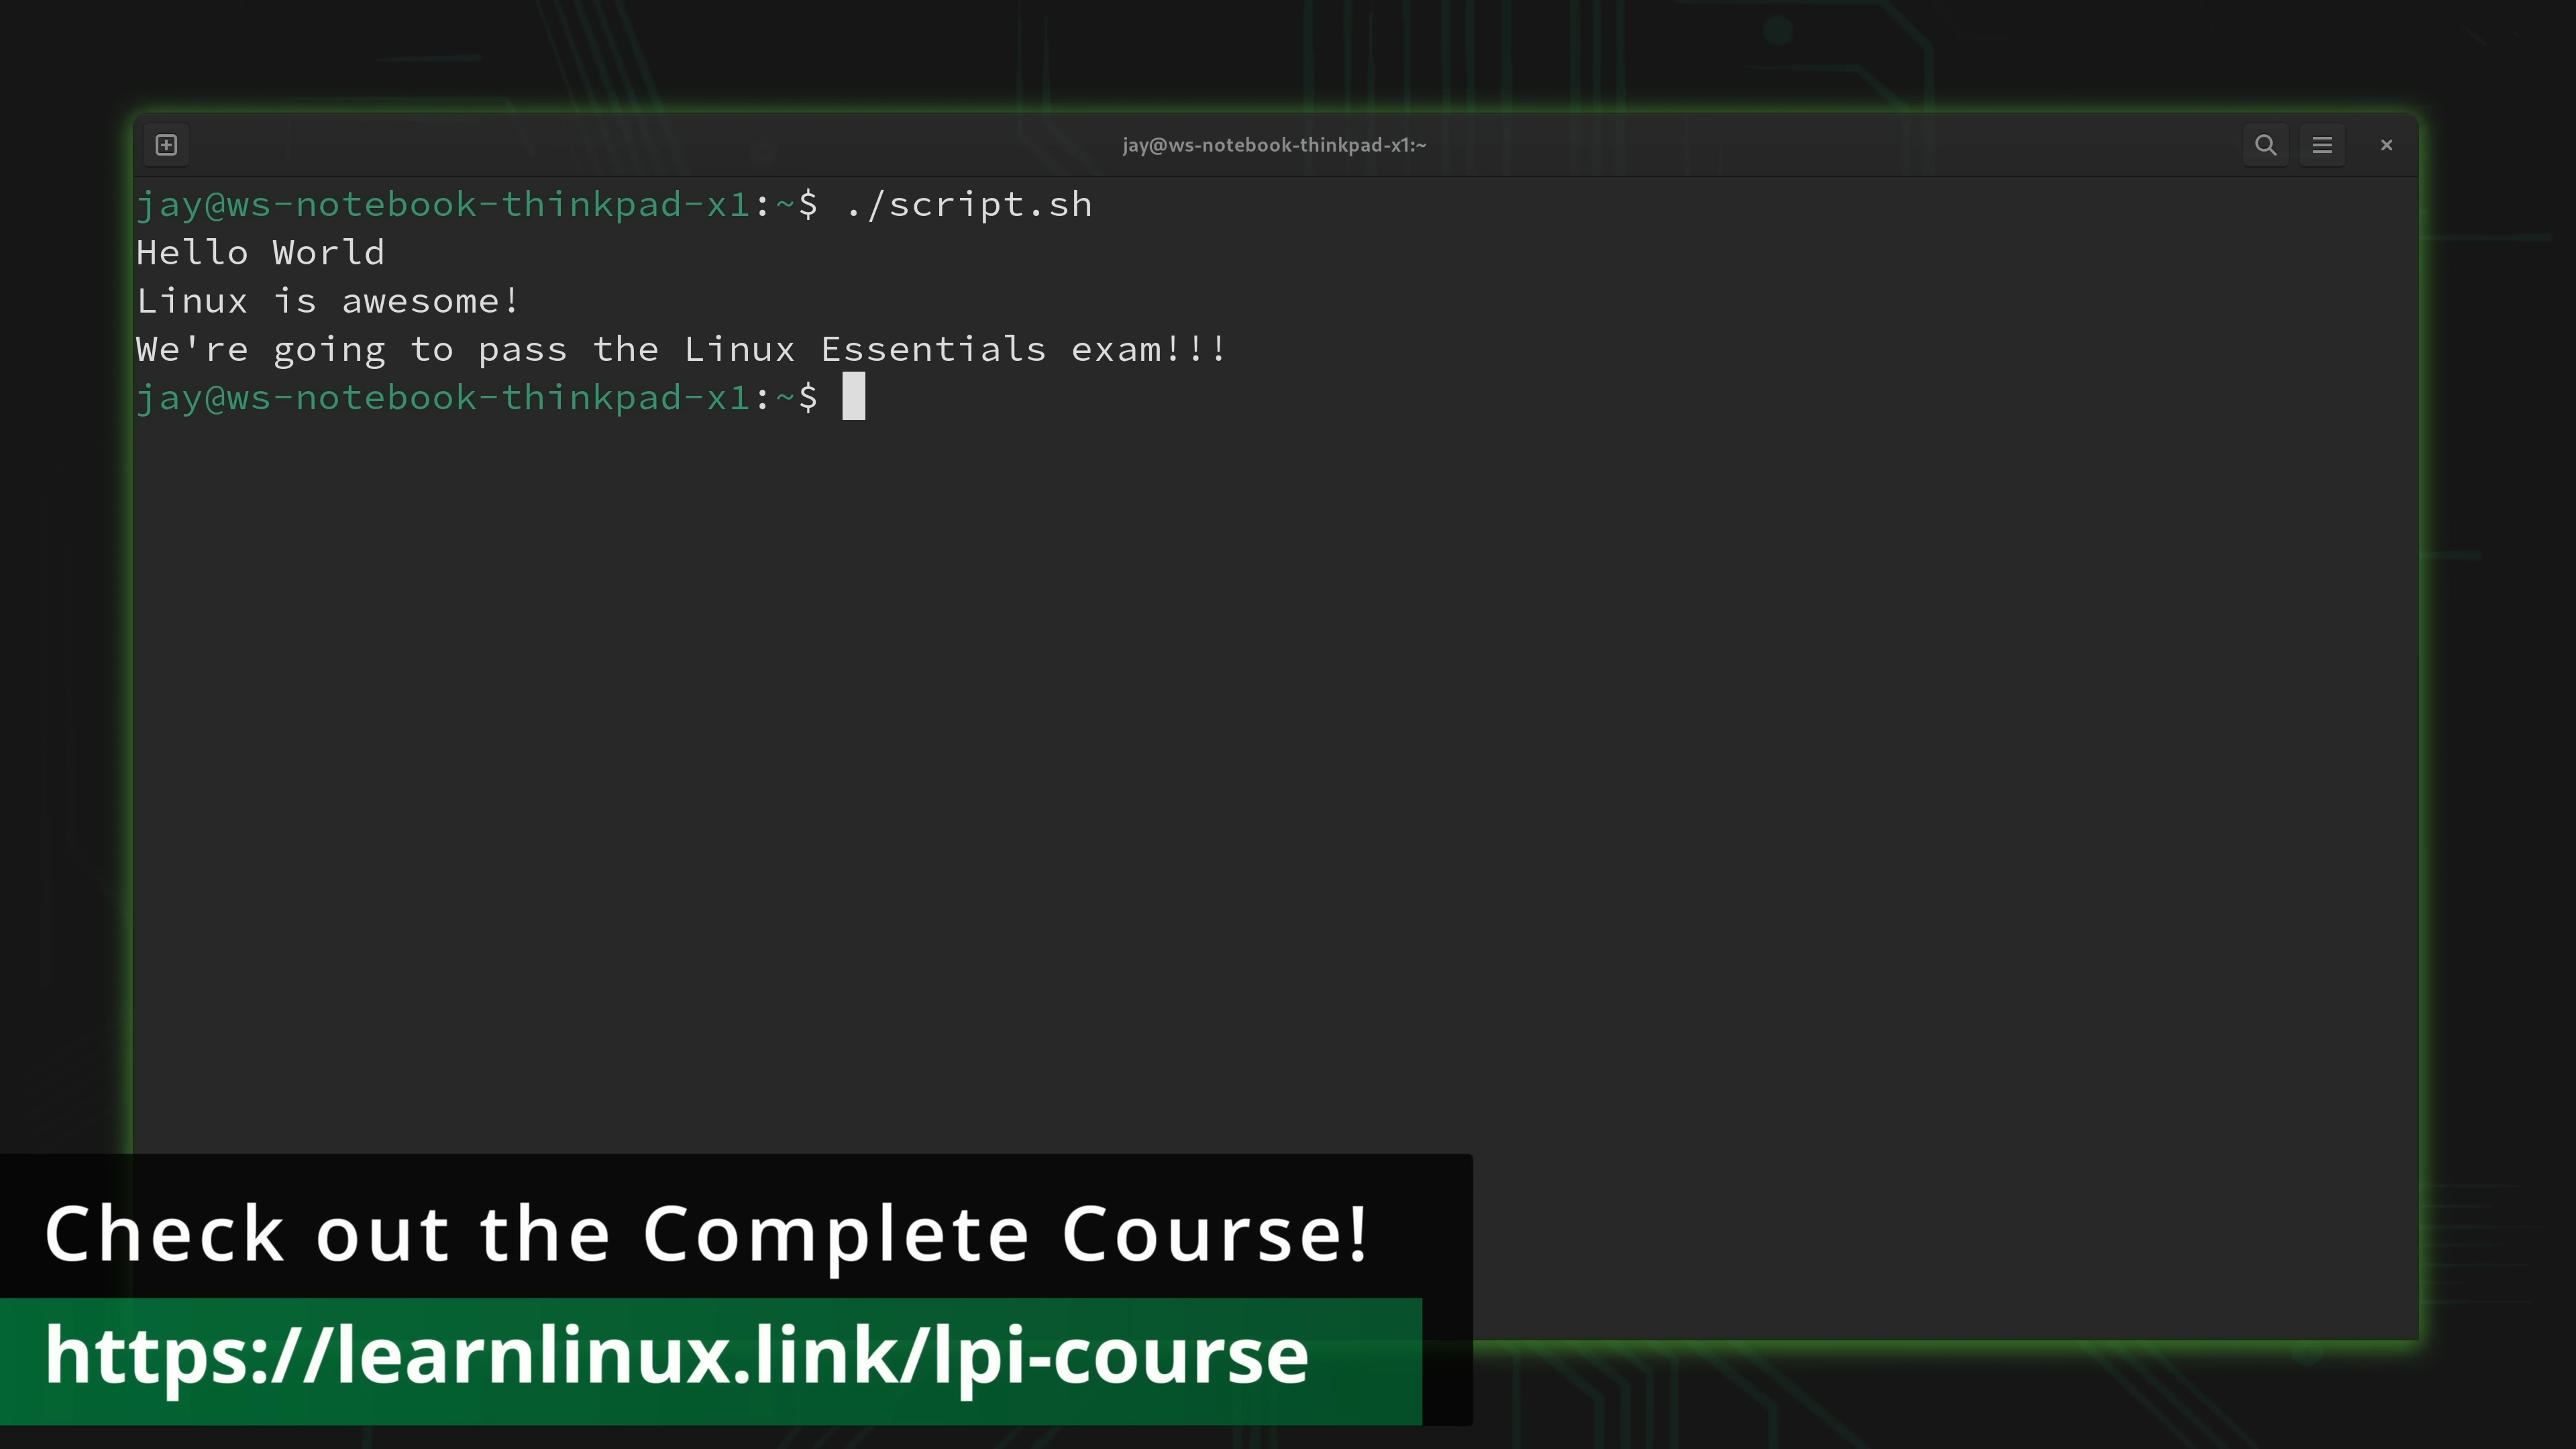 jay@ws-notebook-thinkpad-x1:~
jay@ws-notebook-thinkpad-x1:~$ ./script.sh
Hello World
Linux is awesome!
We're going to pass the Linux Essentials exam!!!
jay@ws-notebook-thinkpad-x1:~$
Check out the Complete Course!
https://learnlinux.link/lpi-course